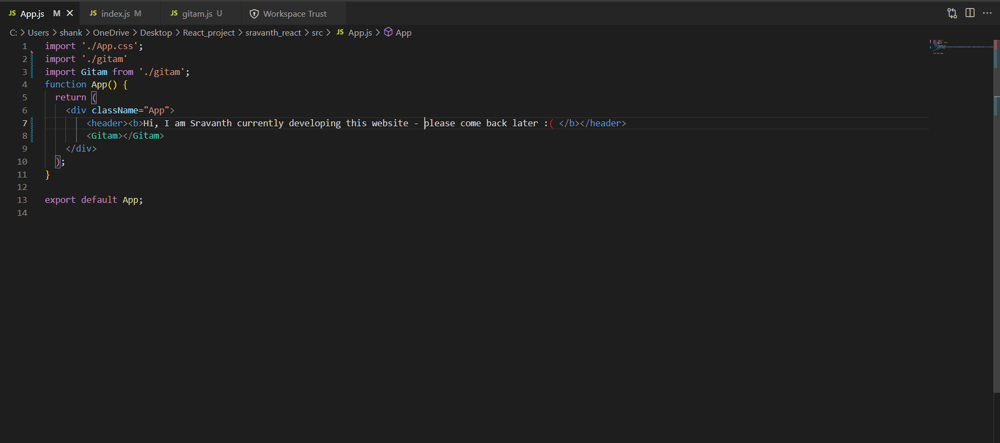 JS App.js M × JS index.js M JS gitam.js U Workspace Trust ···
C: > Users > shank > OneDrive > Desktop > React_project > sravanth_react > src > JS App.js > App
1 import './App.css';
2 import './gitam'
3 import Gitam from './gitam';
4 function App() {
5 return (
6 <div className="App">
7 <header><b>Hi, I am Sravanth currently developing this website - please come back later :( </b></header>
8 <Gitam></Gitam>
9 </div>
10 );
11 }
12
13 export default App;
14